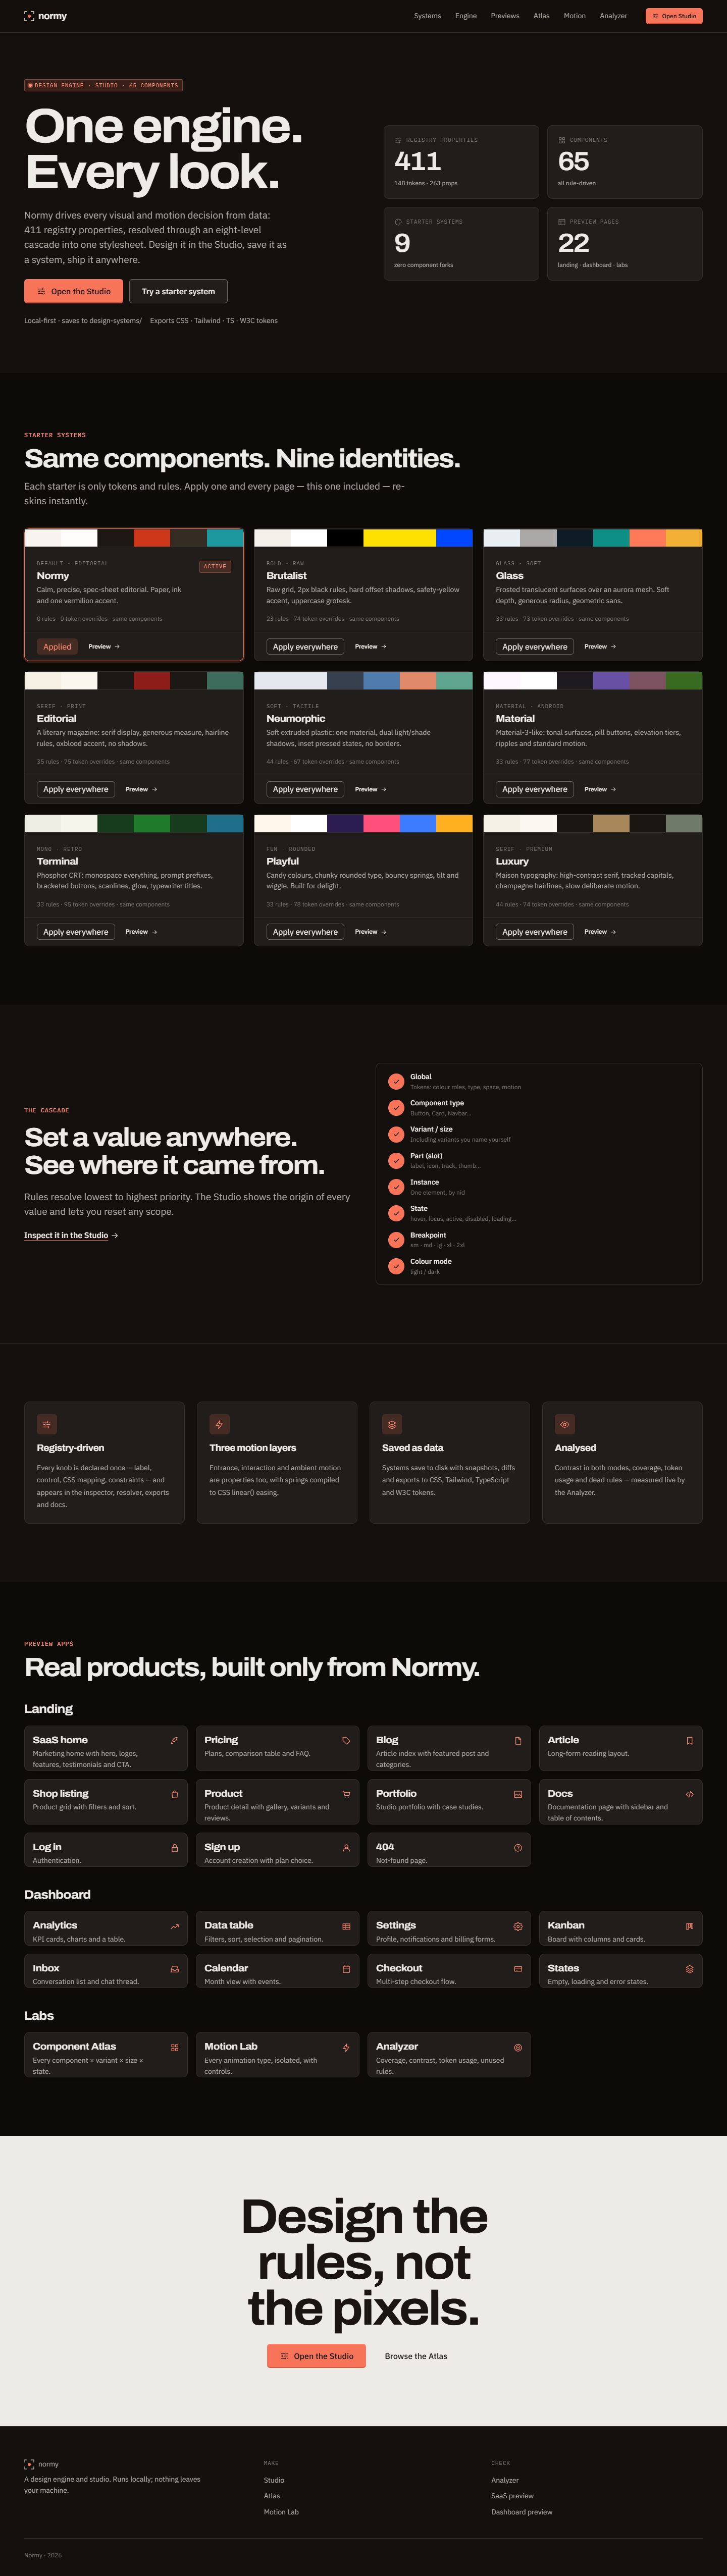 normy
Systems
Engine
Previews
Atlas
Motion
Analyzer
Open Studio
DESIGN ENGINE · STUDIO · 65 COMPONENTS
One engine.
Every look.
Normy drives every visual and motion decision from data:
411 registry properties, resolved through an eight-level
cascade into one stylesheet. Design it in the Studio, save it as
a system, ship it anywhere.
Open the Studio
Try a starter system
Local-first · saves to design-systems/
Exports CSS · Tailwind · TS · W3C tokens
REGISTRY PROPERTIES
411
148 tokens · 263 props
COMPONENTS
65
all rule-driven
STARTER SYSTEMS
9
zero component forks
PREVIEW PAGES
22
landing · dashboard · labs
STARTER SYSTEMS
Same components. Nine identities.
Each starter is only tokens and rules. Apply one and every page — this one included — re-
skins instantly.
DEFAULT · EDITORIAL
ACTIVE
Normy
Calm, precise, spec-sheet editorial. Paper, ink
and one vermilion accent.
0 rules · 0 token overrides · same components
Applied
Preview →
BOLD · RAW
Brutalist
Raw grid, 2px black rules, hard offset shadows, safety-yellow
accent, uppercase grotesk.
23 rules · 74 token overrides · same components
Apply everywhere
Preview →
GLASS · SOFT
Glass
Frosted translucent surfaces over an aurora mesh. Soft
depth, generous radius, geometric sans.
33 rules · 73 token overrides · same components
Apply everywhere
Preview →
SERIF · PRINT
Editorial
A literary magazine: serif display, generous measure, hairline
rules, oxblood accent, no shadows.
35 rules · 75 token overrides · same components
Apply everywhere
Preview →
SOFT · TACTILE
Neumorphic
Soft extruded plastic: one material, dual light/shade
shadows, inset pressed states, no borders.
44 rules · 67 token overrides · same components
Apply everywhere
Preview →
MATERIAL · ANDROID
Material
Material-3-like: tonal surfaces, pill buttons, elevation tiers,
ripples and standard motion.
33 rules · 77 token overrides · same components
Apply everywhere
Preview →
MONO · RETRO
Terminal
Phosphor CRT: monospace everything, prompt prefixes,
bracketed buttons, scanlines, glow, typewriter titles.
33 rules · 95 token overrides · same components
Apply everywhere
Preview →
FUN · ROUNDED
Playful
Candy colours, chunky rounded type, bouncy springs, tilt and
wiggle. Built for delight.
33 rules · 78 token overrides · same components
Apply everywhere
Preview →
SERIF · PREMIUM
Luxury
Maison typography: high-contrast serif, tracked capitals,
champagne hairlines, slow deliberate motion.
44 rules · 74 token overrides · same components
Apply everywhere
Preview →
THE CASCADE
Set a value anywhere.
See where it came from.
Rules resolve lowest to highest priority. The Studio shows the origin of every
value and lets you reset any scope.
Inspect it in the Studio →
Global
Tokens: colour roles, type, space, motion
Component type
Button, Card, Navbar…
Variant / size
Including variants you name yourself
Part (slot)
label, icon, track, thumb…
Instance
One element, by nid
State
hover, focus, active, disabled, loading…
Breakpoint
sm · md · lg · xl · 2xl
Colour mode
light / dark
Registry-driven
Every knob is declared once — label,
control, CSS mapping, constraints — and
appears in the inspector, resolver, exports
and docs.
Three motion layers
Entrance, interaction and ambient motion
are properties too, with springs compiled
to CSS linear() easing.
Saved as data
Systems save to disk with snapshots, diffs
and exports to CSS, Tailwind, TypeScript
and W3C tokens.
Analysed
Contrast in both modes, coverage, token
usage and dead rules — measured live by
the Analyzer.
PREVIEW APPS
Real products, built only from Normy.
Landing
SaaS home
Marketing home with hero, logos,
features, testimonials and CTA.
Pricing
Plans, comparison table and FAQ.
Blog
Article index with featured post and
categories.
Article
Long-form reading layout.
Shop listing
Product grid with filters and sort.
Product
Product detail with gallery, variants and
reviews.
Portfolio
Studio portfolio with case studies.
Docs
Documentation page with sidebar and
table of contents.
Log in
Authentication.
Sign up
Account creation with plan choice.
404
Not-found page.
Dashboard
Analytics
KPI cards, charts and a table.
Data table
Filters, sort, selection and pagination.
Settings
Profile, notifications and billing forms.
Kanban
Board with columns and cards.
Inbox
Conversation list and chat thread.
Calendar
Month view with events.
Checkout
Multi-step checkout flow.
States
Empty, loading and error states.
Labs
Component Atlas
Every component × variant × size ×
state.
Motion Lab
Every animation type, isolated, with
controls.
Analyzer
Coverage, contrast, token usage, unused
rules.
Design the
rules, not
the pixels.
Open the Studio
Browse the Atlas
normy
A design engine and studio. Runs locally; nothing leaves
your machine.
MAKE
Studio
Atlas
Motion Lab
CHECK
Analyzer
SaaS preview
Dashboard preview
Normy · 2026